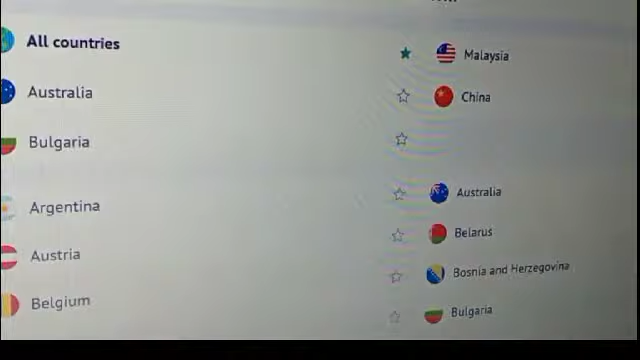 All countries
Australia
Bulgaria
Argentina
Austria
Belgium
Malaysia
China
Australia
Belarus
Bosnia and Herzegovina
Bulgaria